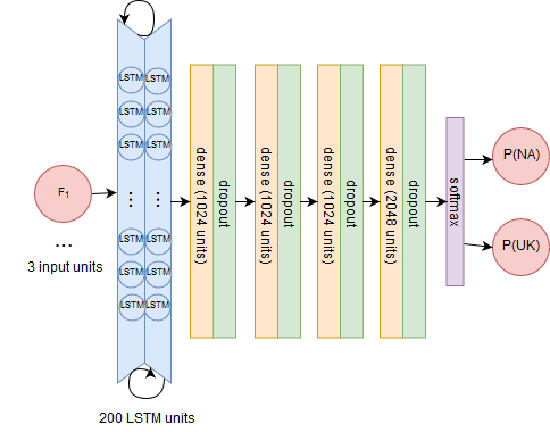 LSTM LSTM
LSTM LSTM
LSTM LSTM
F1
...
3 input units
LSTM LSTM
LSTM LSTM
LSTM LSTM
200 LSTM units
dense (1024 units)
dropout
dense (1024 units)
dropout
dense (1024 units)
dropout
dense (2048 units)
dropout
softmax
P(NA)
P(UK)